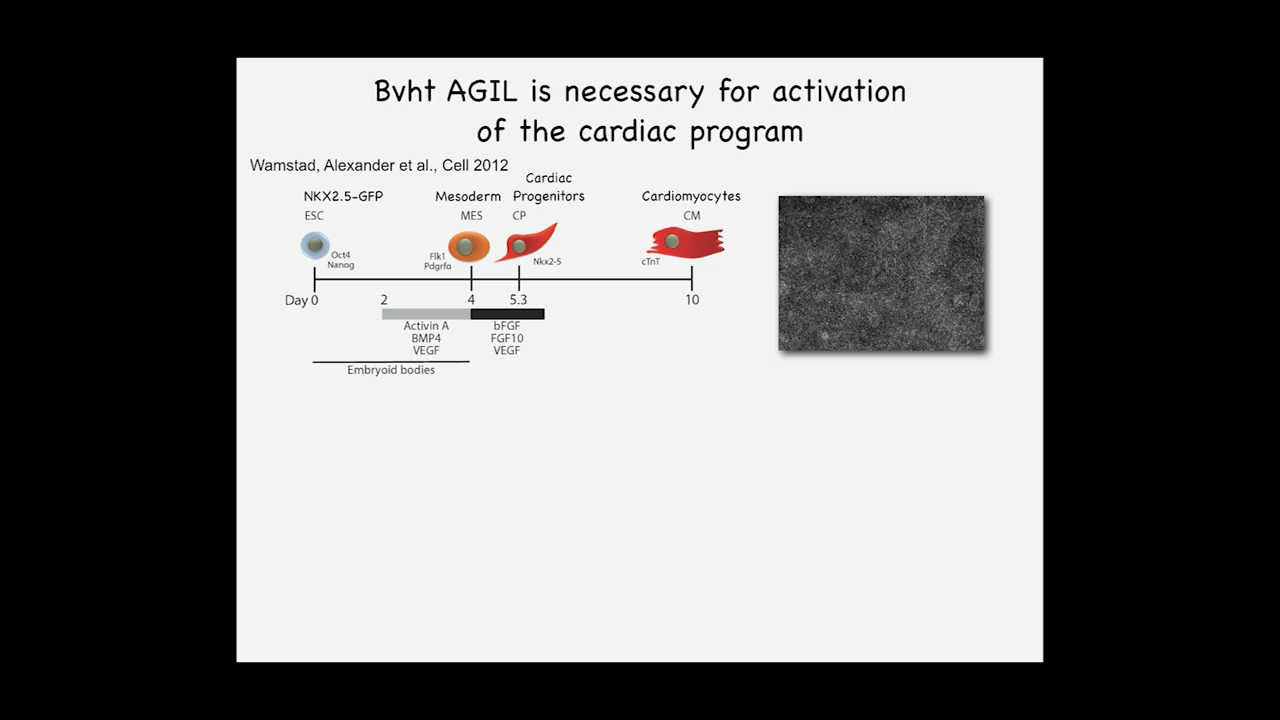 Bvht AGIL is necessary for activation
of the cardiac program
Wamstad, Alexander et al., Cell 2012
NKX2.5-GFP
Mesoderm
Cardiac
Progenitors
Cardiomyocytes
ESC
MES
CP
CM
Oct4
Nanog
Flk1
Pdgrfα
Nkx2-5
cTnT
Day 0
2
4
5.3
10
Activin A
BMP4
VEGF
bFGF
FGF10
VEGF
Embryoid bodies